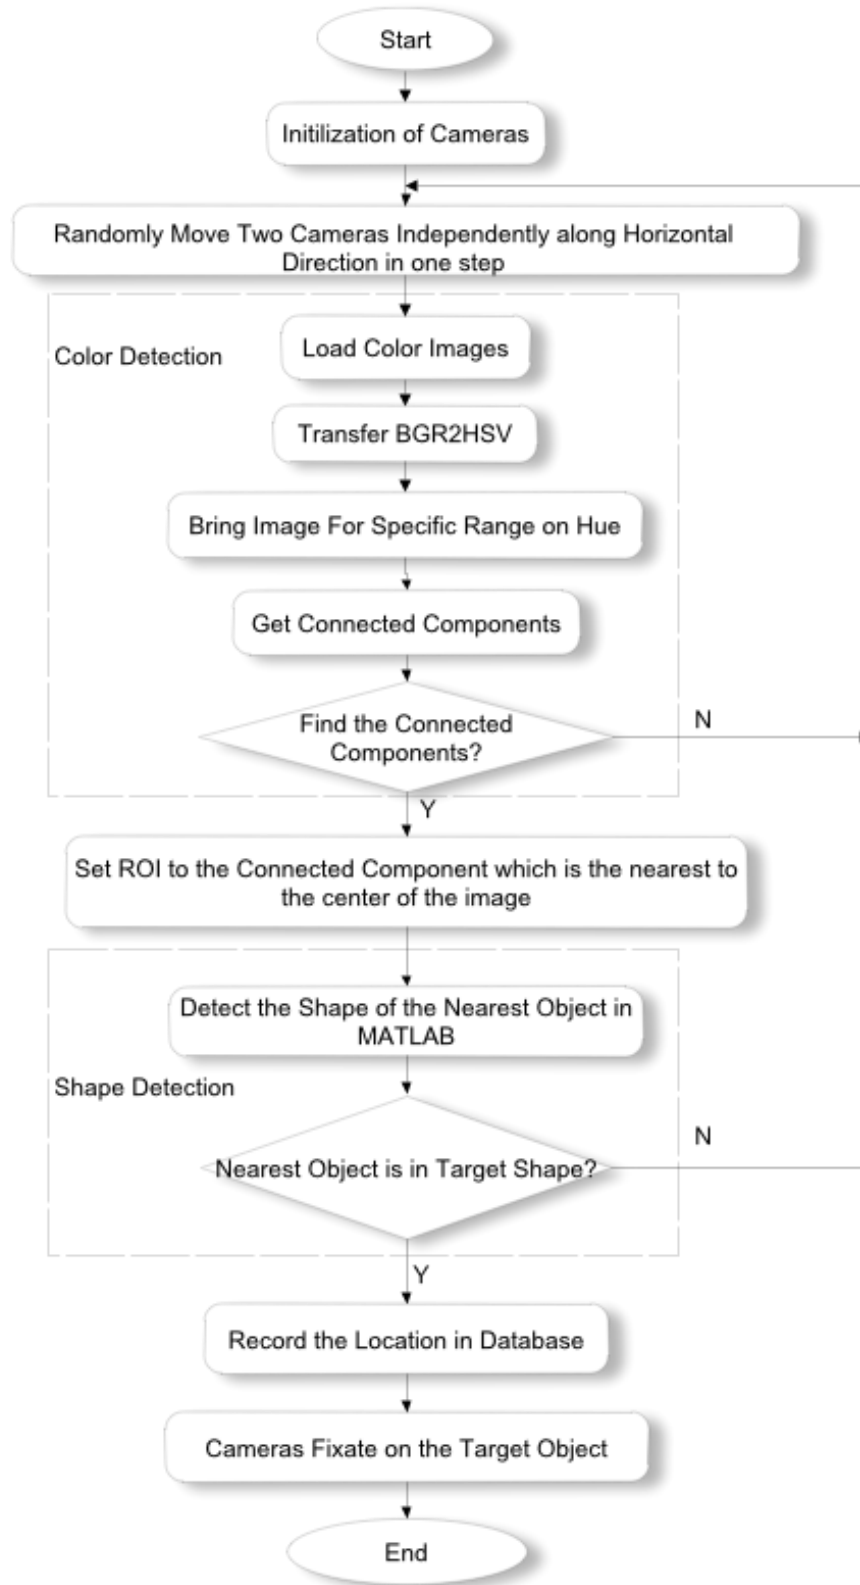 Start
Initilization of Cameras
Randomly Move Two Cameras Independently along Horizontal
Direction in one step
Color Detection
Load Color Images
Transfer BGR2HSV
Bring Image For Specific Range on Hue
Get Connected Components
Find the Connected
Components?
N
Y
Set ROI to the Connected Component which is the nearest to
the center of the image
Detect the Shape of the Nearest Object in
MATLAB
Shape Detection
Nearest Object is in Target Shape?
N
Y
Record the Location in Database
Cameras Fixate on the Target Object
End